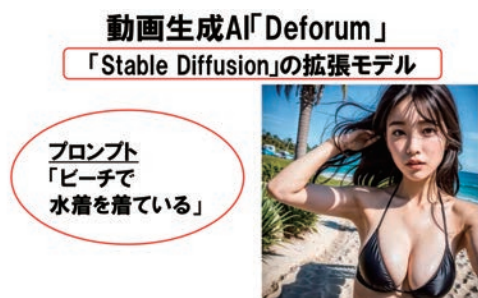 動画生成AI「Deforum」
「Stable Diffusion」の拡張モデル
プロンプト
「ビーチで
水着を着ている」